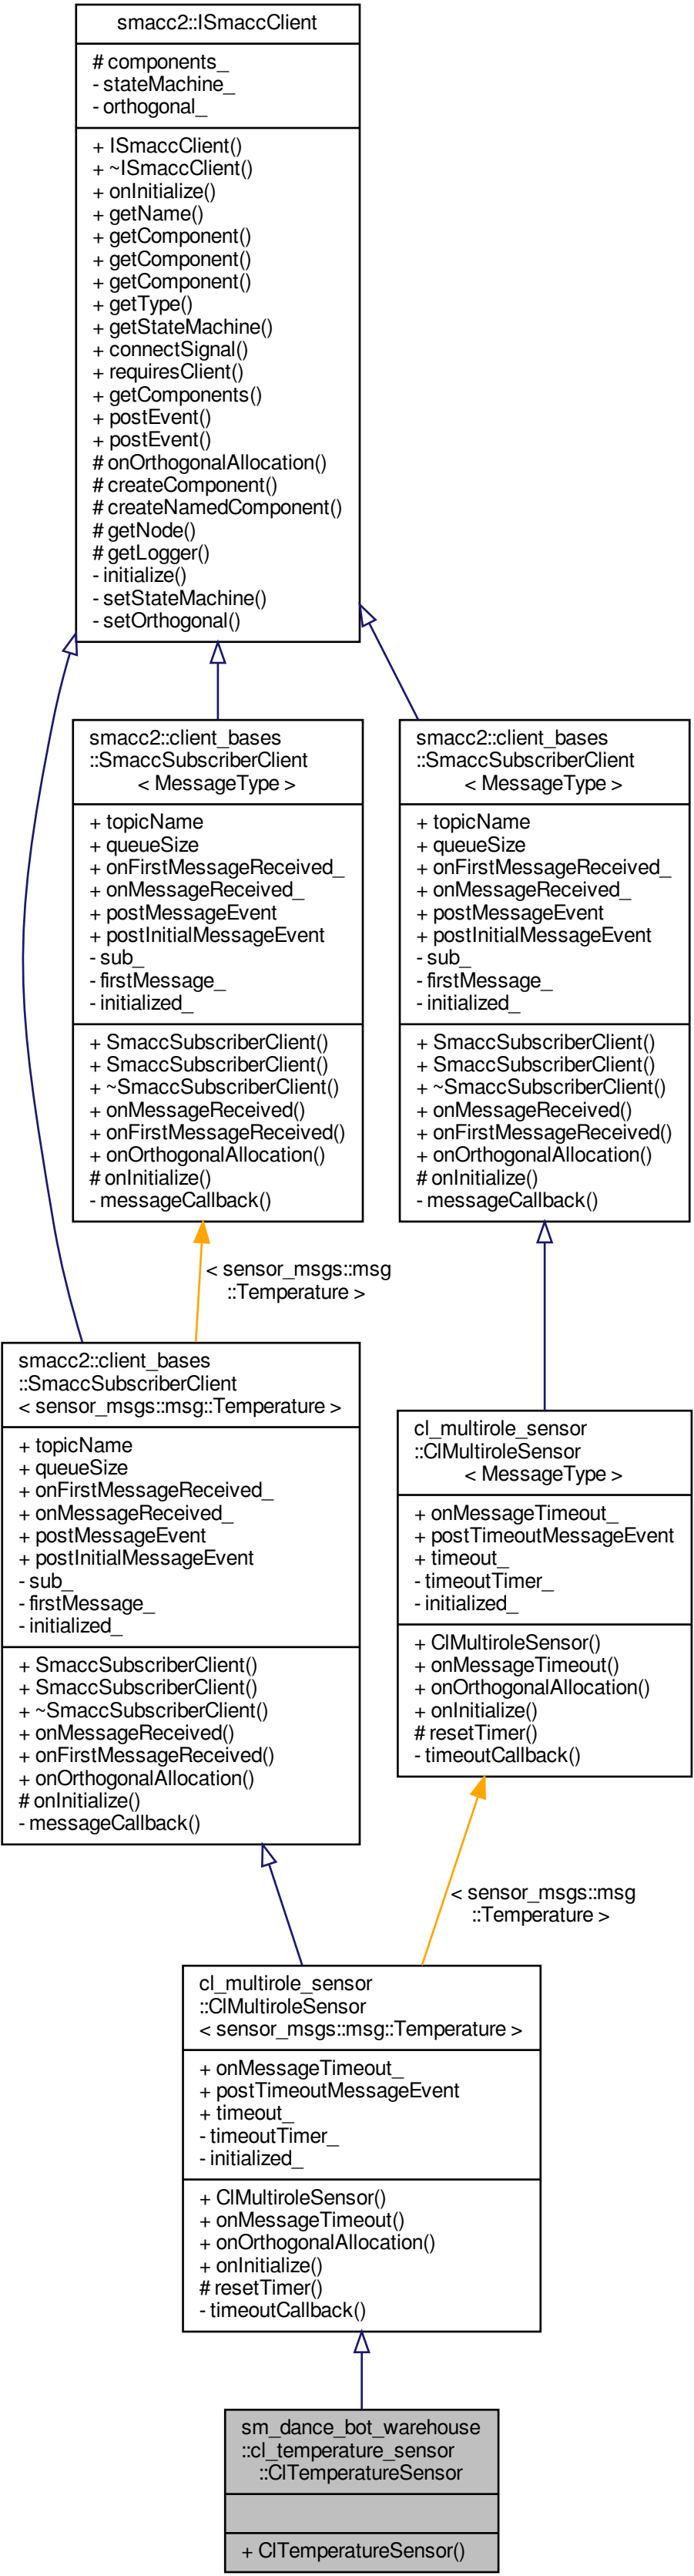 smacc2::ISmaccClient
# components_
- stateMachine_
- orthogonal_
+ ISmaccClient()
+ ~ISmaccClient()
+ onInitialize()
+ getName()
+ getComponent()
+ getComponent()
+ getComponent()
+ getType()
+ getStateMachine()
+ connectSignal()
+ requiresClient()
+ getComponents()
+ postEvent()
+ postEvent()
# onOrthogonalAllocation()
# createComponent()
# createNamedComponent()
# getNode()
# getLogger()
- initialize()
- setStateMachine()
- setOrthogonal()
smacc2::client_bases
::SmaccSubscriberClient
< MessageType >
+ topicName
+ queueSize
+ onFirstMessageReceived_
+ onMessageReceived_
+ postMessageEvent
+ postInitialMessageEvent
- sub_
- firstMessage_
- initialized_
+ SmaccSubscriberClient()
+ SmaccSubscriberClient()
+ ~SmaccSubscriberClient()
+ onMessageReceived()
+ onFirstMessageReceived()
+ onOrthogonalAllocation()
# onInitialize()
- messageCallback()
smacc2::client_bases
::SmaccSubscriberClient
< MessageType >
+ topicName
+ queueSize
+ onFirstMessageReceived_
+ onMessageReceived_
+ postMessageEvent
+ postInitialMessageEvent
- sub_
- firstMessage_
- initialized_
+ SmaccSubscriberClient()
+ SmaccSubscriberClient()
+ ~SmaccSubscriberClient()
+ onMessageReceived()
+ onFirstMessageReceived()
+ onOrthogonalAllocation()
# onInitialize()
- messageCallback()
< sensor_msgs::msg
::Temperature >
smacc2::client_bases
::SmaccSubscriberClient
< sensor_msgs::msg::Temperature >
+ topicName
+ queueSize
+ onFirstMessageReceived_
+ onMessageReceived_
+ postMessageEvent
+ postInitialMessageEvent
- sub_
- firstMessage_
- initialized_
+ SmaccSubscriberClient()
+ SmaccSubscriberClient()
+ ~SmaccSubscriberClient()
+ onMessageReceived()
+ onFirstMessageReceived()
+ onOrthogonalAllocation()
# onInitialize()
- messageCallback()
cl_multirole_sensor
::ClMultiroleSensor
< MessageType >
+ onMessageTimeout_
+ postTimeoutMessageEvent
+ timeout_
- timeoutTimer_
- initialized_
+ ClMultiroleSensor()
+ onMessageTimeout()
+ onOrthogonalAllocation()
+ onInitialize()
# resetTimer()
- timeoutCallback()
< sensor_msgs::msg
::Temperature >
cl_multirole_sensor
::ClMultiroleSensor
< sensor_msgs::msg::Temperature >
+ onMessageTimeout_
+ postTimeoutMessageEvent
+ timeout_
- timeoutTimer_
- initialized_
+ ClMultiroleSensor()
+ onMessageTimeout()
+ onOrthogonalAllocation()
+ onInitialize()
# resetTimer()
- timeoutCallback()
sm_dance_bot_warehouse
::cl_temperature_sensor
::ClTemperatureSensor
+ ClTemperatureSensor()